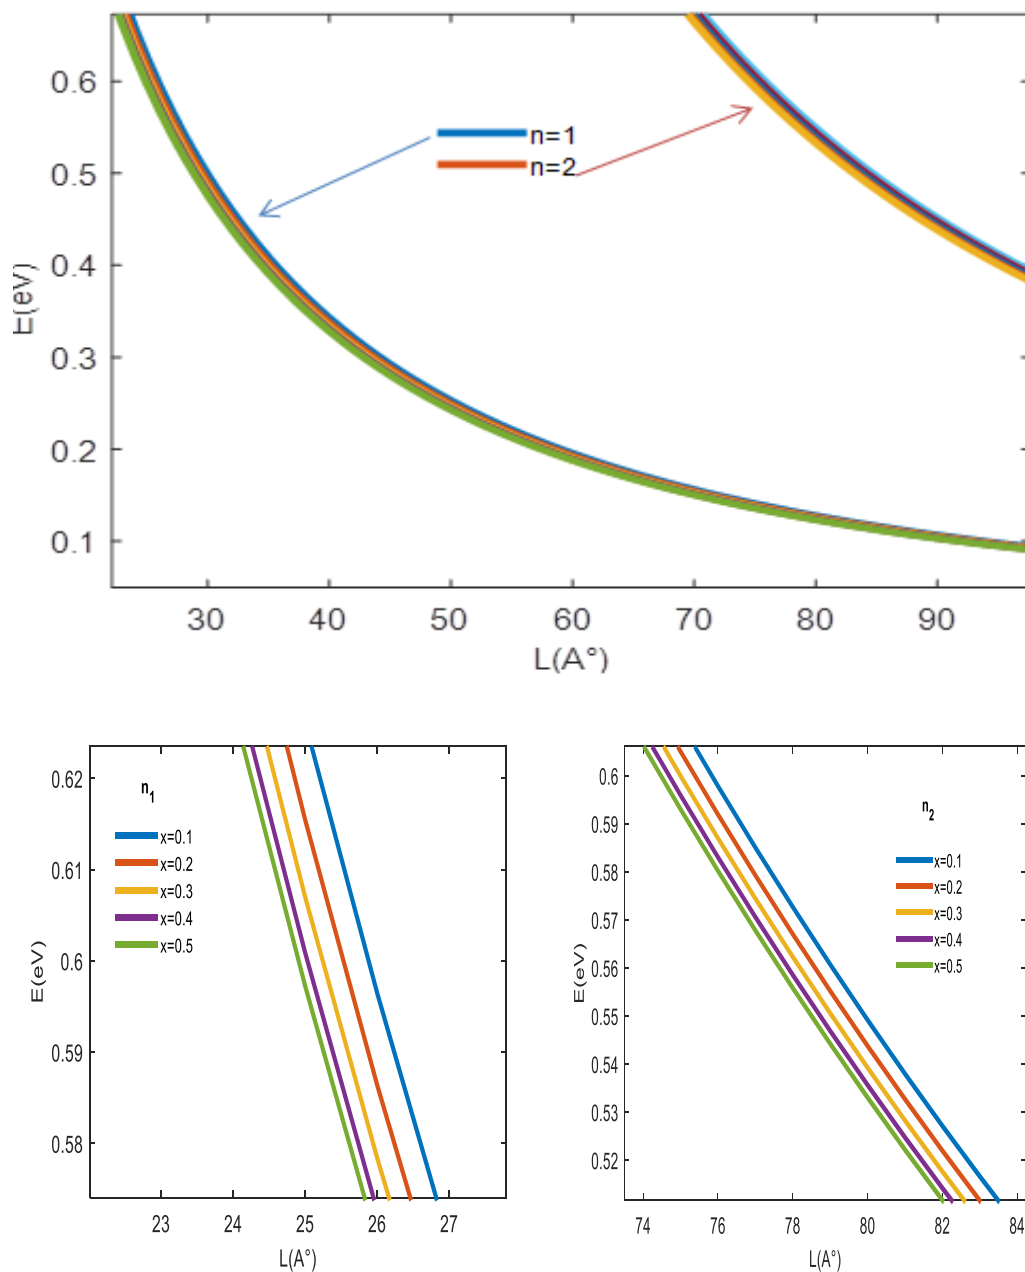 0.6
0.5
0.4
0.3
0.2
0.1
E(eV)
n=1
n=2
30 40 50 60 70 80 90
L(A°)
0.62
0.61
0.6
0.59
0.58
E(eV)
n1
x=0.1
x=0.2
x=0.3
x=0.4
x=0.5
23 24 25 26 27
L(A°)
0.6
0.59
0.58
0.57
0.56
0.55
0.54
0.53
0.52
E(eV)
n2
x=0.1
x=0.2
x=0.3
x=0.4
x=0.5
74 76 78 80 82 84
L(A°)